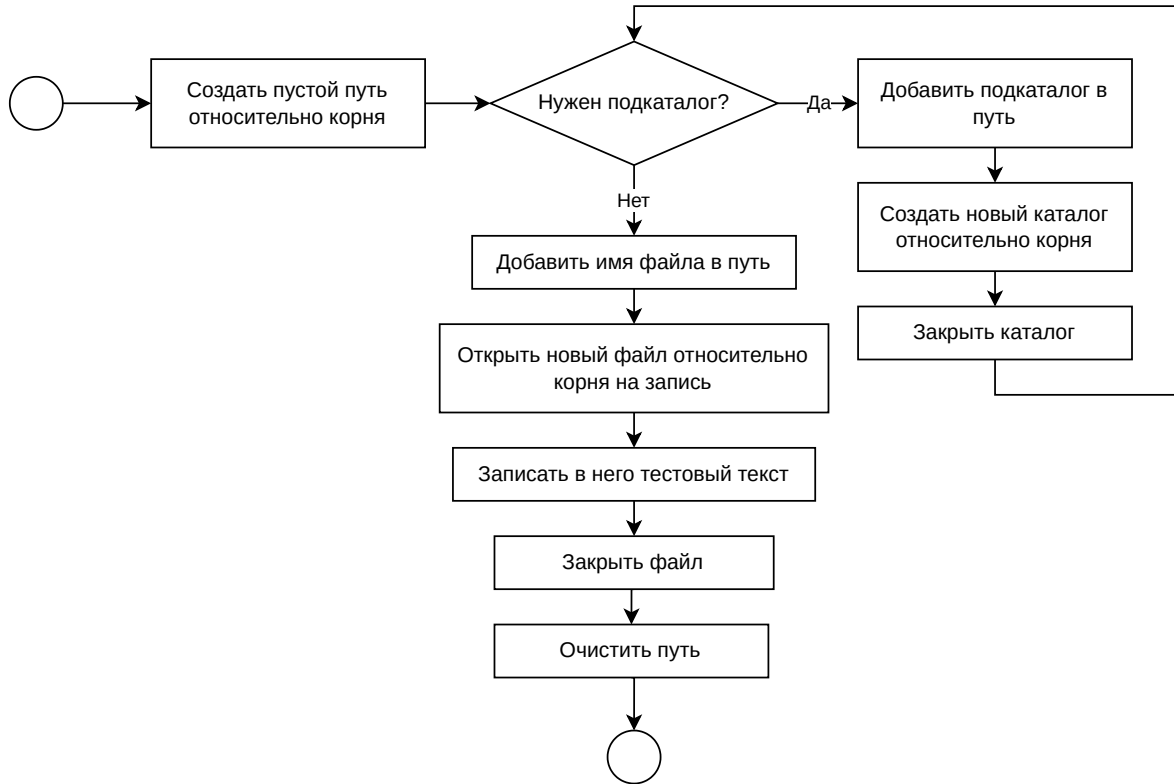 Создать пустой путь
относительно корня
Нужен подкаталог?
Да
Добавить подкаталог в
путь
Нет
Создать новый каталог
относительно корня
Добавить имя файла в путь
Закрыть каталог
Открыть новый файл относительно
корня на запись
Записать в него тестовый текст
Закрыть файл
Очистить путь